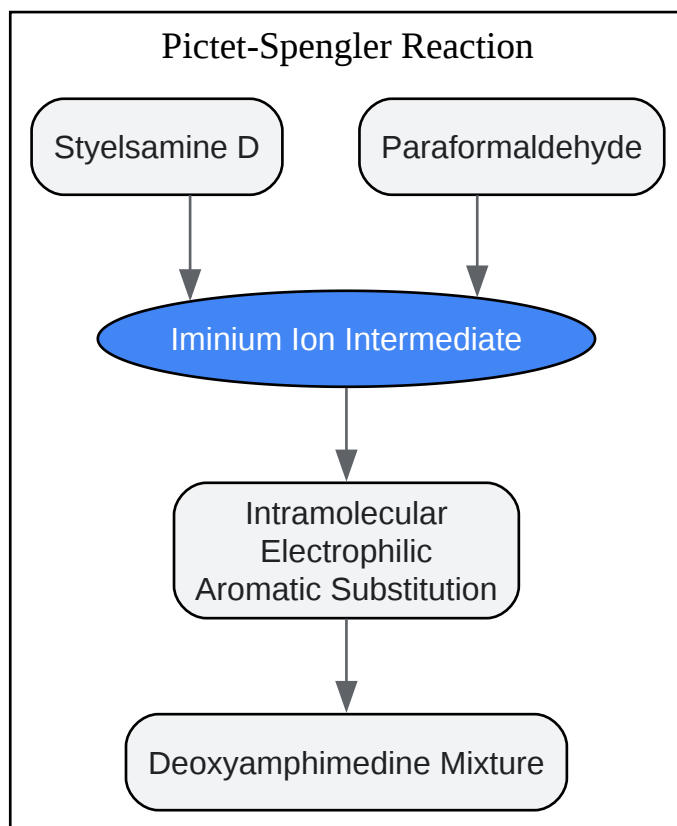 Pictet-Spengler Reaction
Styelsamine D
Paraformaldehyde
Iminium Ion Intermediate
Intramolecular
Electrophilic
Aromatic Substitution
Deoxyamphimedine Mixture